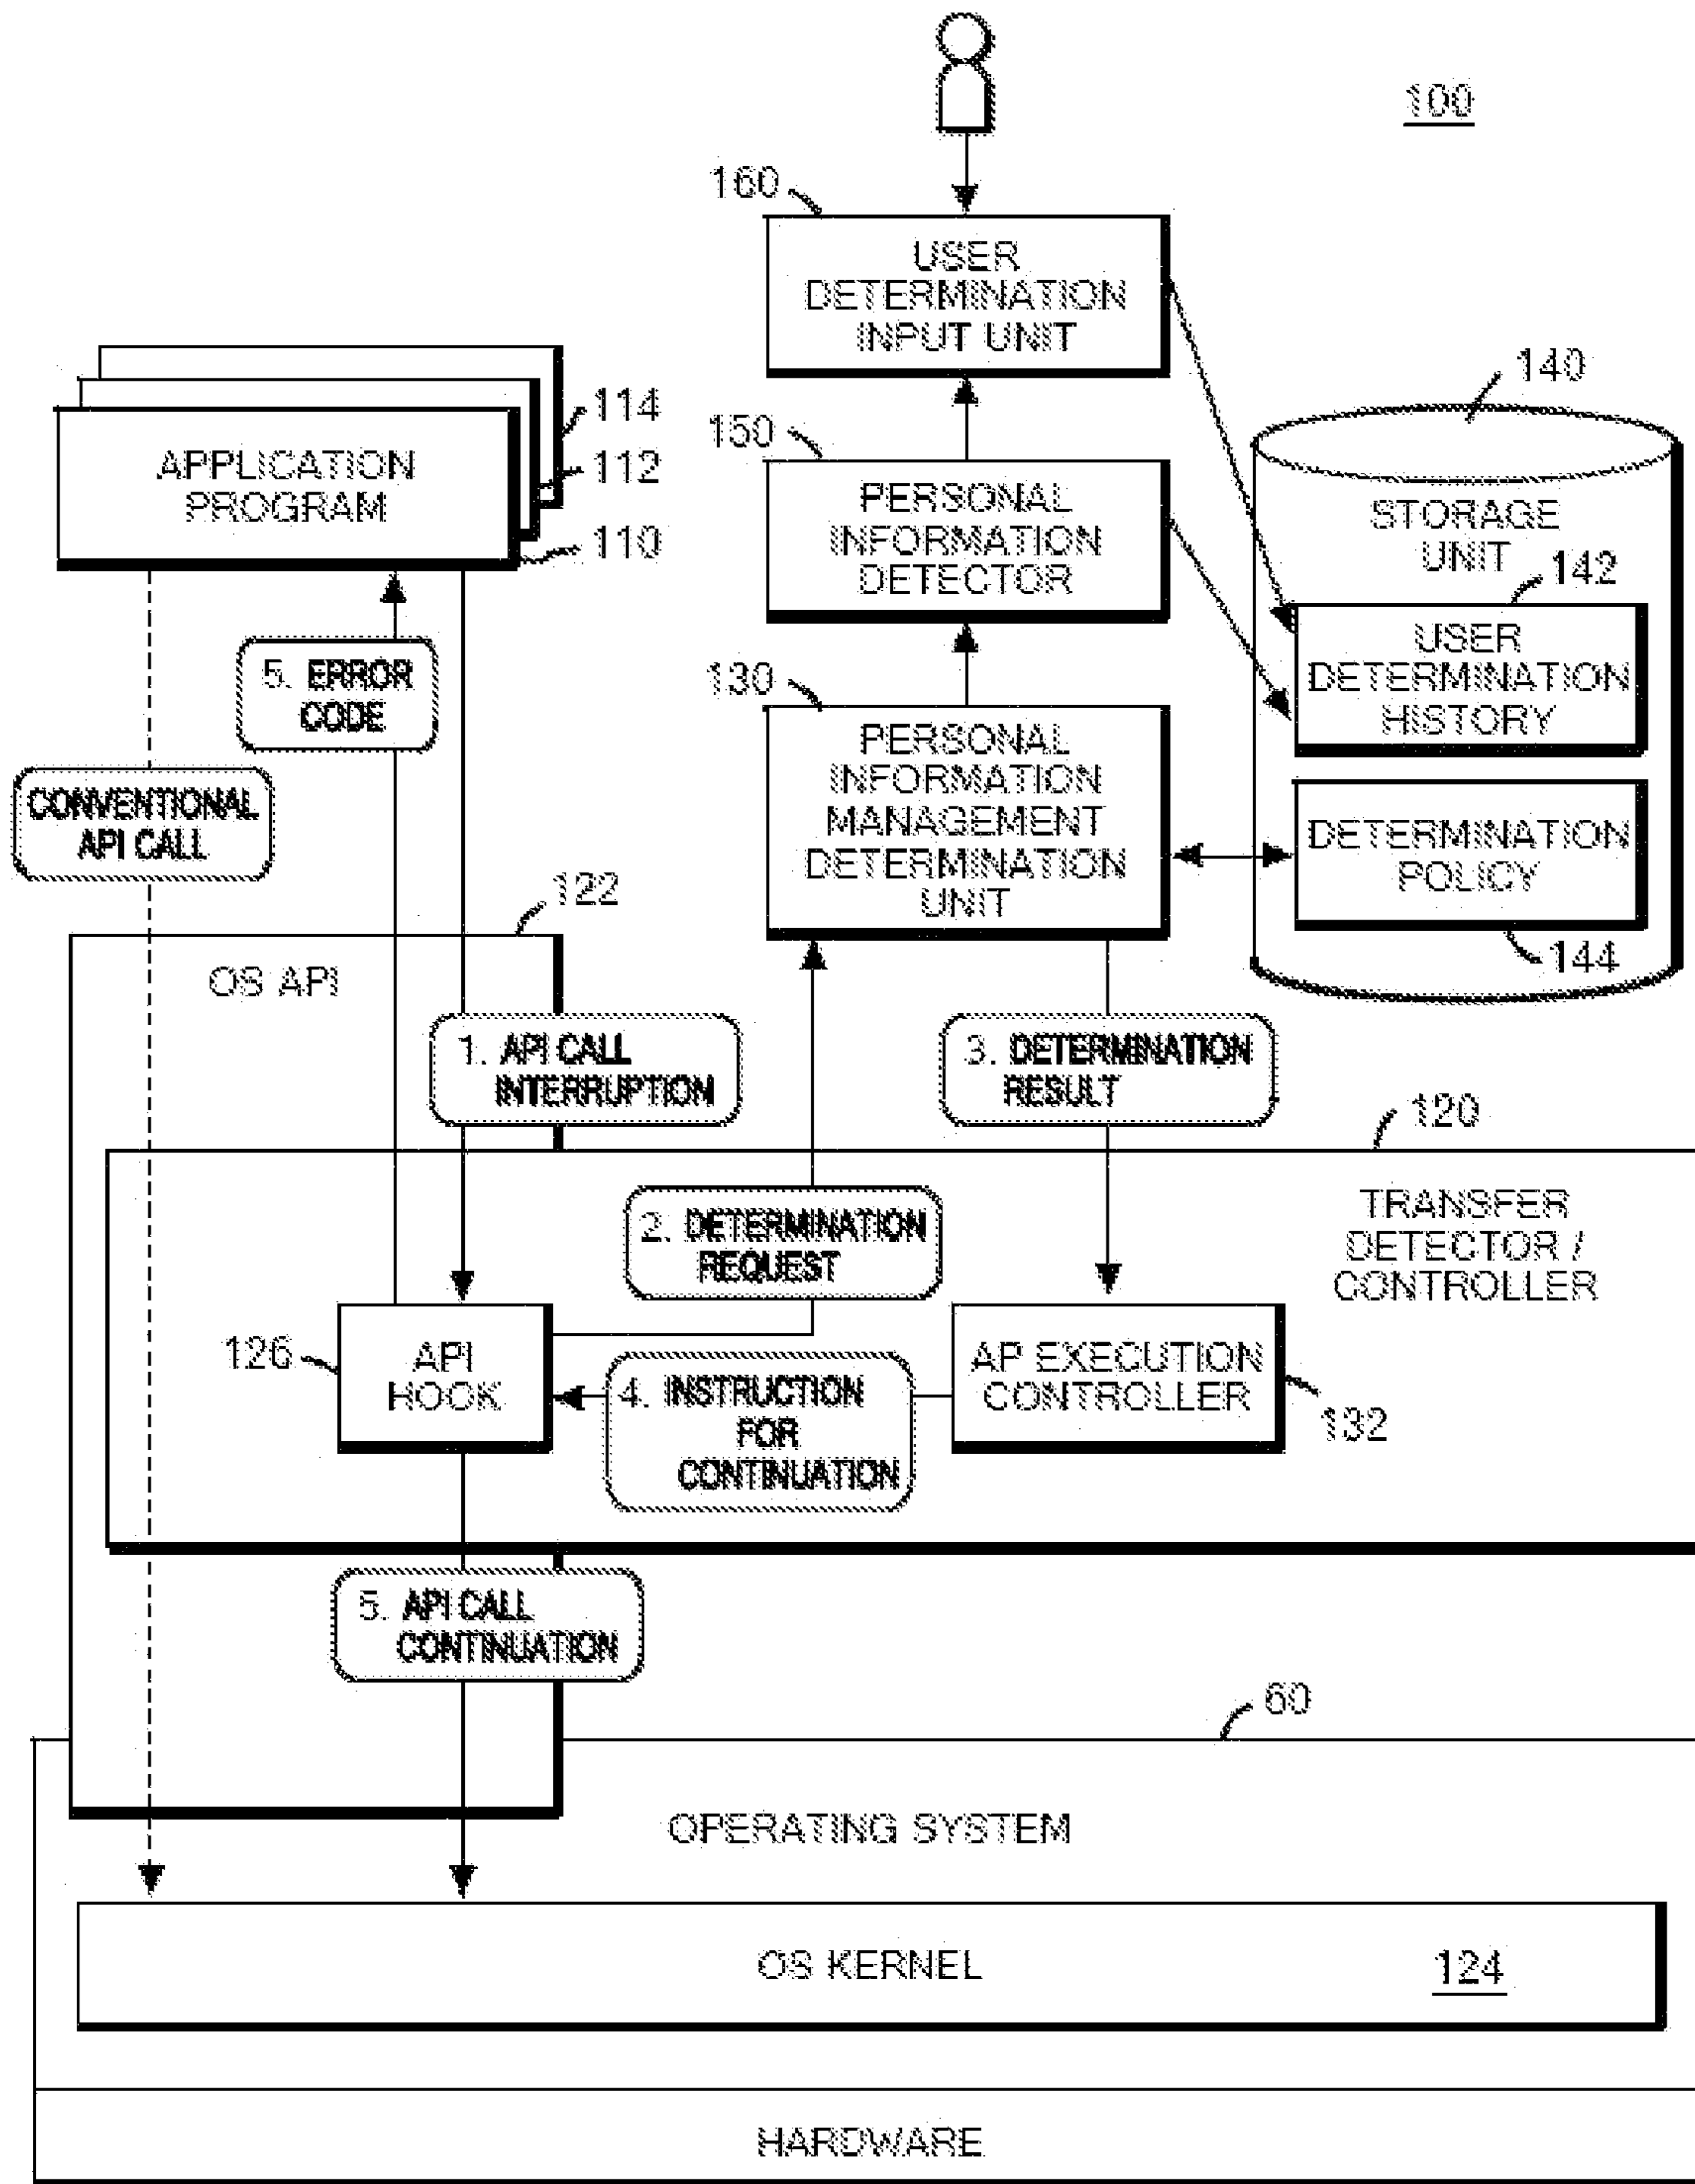 100
160
USER
DETERMINATION
INPUT UNIT
140
114
150
APPLICATION
PROGRAM
112
PERSONAL
INFORMATION
DETECTOR
STORAGE
UNIT
110
142
5. ERROR
CODE
130
USER
DETERMINATION
HISTORY
PERSONAL
INFORMATION
MANAGEMENT
DETERMINATION
UNIT
CONVENTIONAL
API CALL
DETERMINATION
POLICY
122
144
OS API
1. API CALL
INTERRUPTION
3. DETERMINATION
RESULT
120
2. DETERMINATION
REQUEST
TRANSFER
DETECTOR /
CONTROLLER
126
API
HOOK
4. INSTRUCTION
FOR
CONTINUATION
AP EXECUTION
CONTROLLER
132
5. API CALL
CONTINUATION
60
OPERATING SYSTEM
OS KERNEL
124
HARDWARE